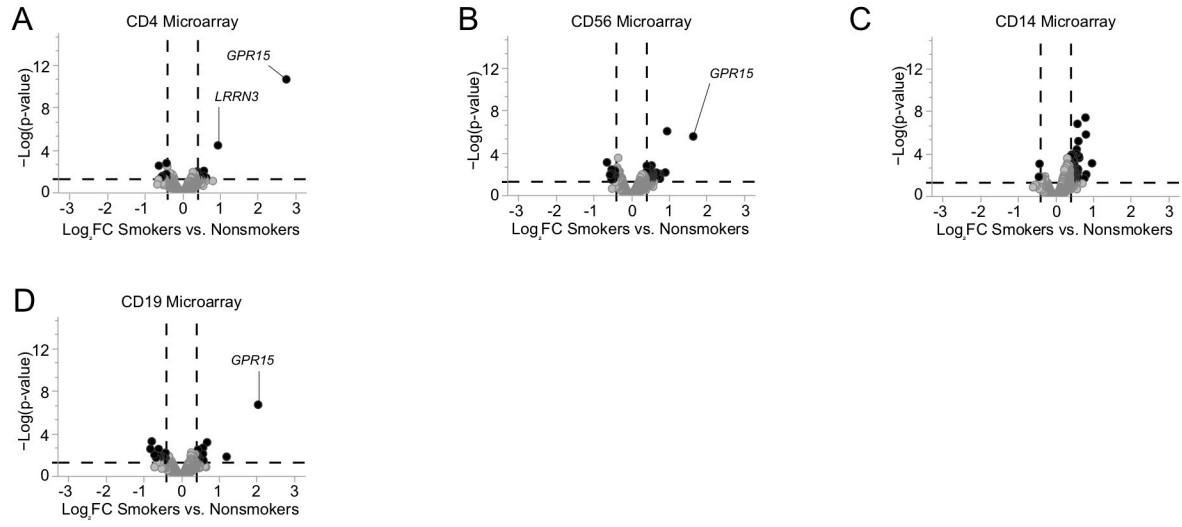 A
CD4 Microarray
GPR15
LRRN3
−Log(p-value)
12
8
4
0
-3 -2 -1 0 1 2 3
Log₂FC Smokers vs. Nonsmokers
B
CD56 Microarray
GPR15
−Log(p-value)
12
8
4
0
-3 -2 -1 0 1 2 3
Log₂FC Smokers vs. Nonsmokers
C
CD14 Microarray
−Log(p-value)
12
8
4
0
-3 -2 -1 0 1 2 3
Log₂FC Smokers vs. Nonsmokers
D
CD19 Microarray
GPR15
−Log(p-value)
12
8
4
0
-3 -2 -1 0 1 2 3
Log₂FC Smokers vs. Nonsmokers